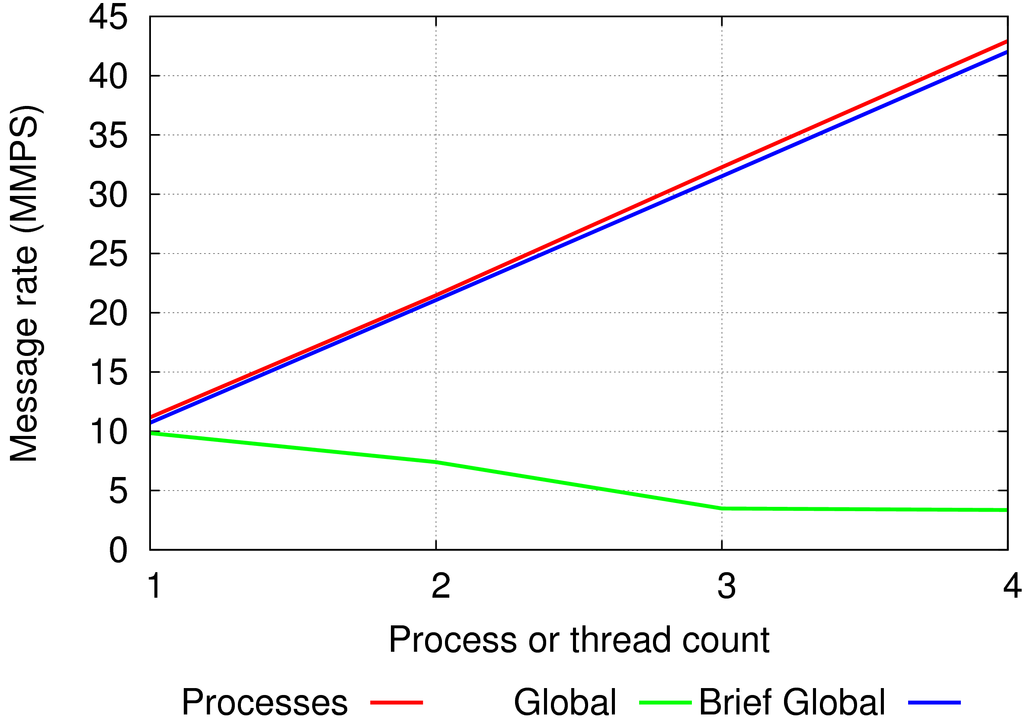 45
40
35
30
25
20
15
10
5
0
Message rate (MMPS)
1 2 3 4
Process or thread count
Processes Global Brief Global